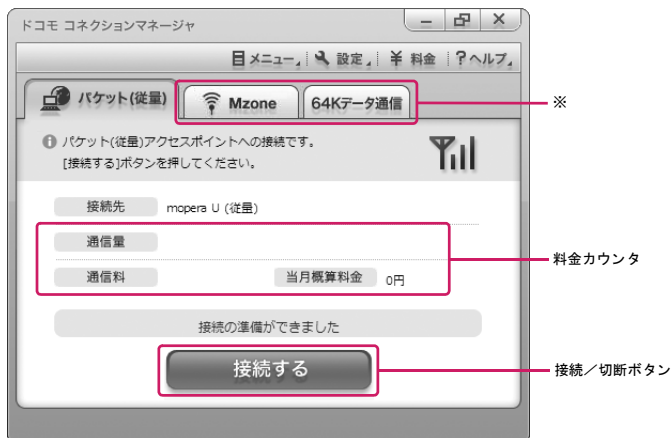 ドコモ コネクションマネージャ
メニュー 設定 ¥ 料金 ? ヘルプ
パケット(従量) Mzone 64Kデータ通信
※
パケット(従量)アクセスポイントへの接続です。
[接続する]ボタンを押してください。
接続先 mopera U (従量)
通信量
料金カウンタ
通信料 当月概算料金 0円
接続の準備ができました
接続する
接続／切断ボタン